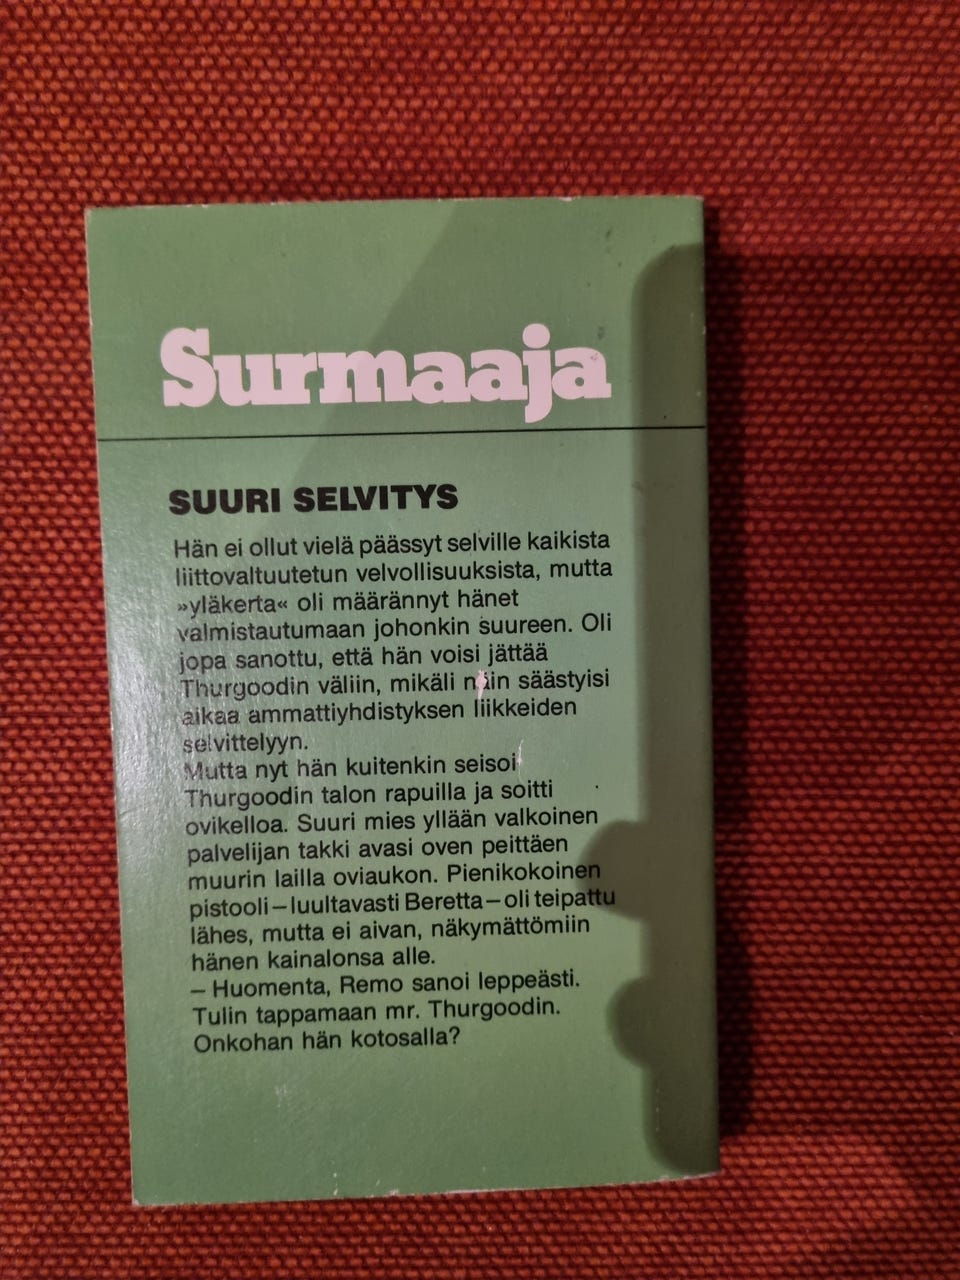 Surmaaja
SUURI SELVITYS
Hän ei ollut vielä päässyt selville kaikista
liittovaltuutetun velvollisuuksista, mutta
»yläkerta« oli määrännyt hänet
valmistautumaan johonkin suureen. Oli
jopa sanottu, että hän voisi jättää
Thurgoodin väliin, mikäli näin säästyisi
aikaa ammattiyhdistyksen liikkeiden
selvittelyyn.
Mutta nyt hän kuitenkin seisoi
Thurgoodin talon rapuilla ja soitti
ovikelloa. Suuri mies yllään valkoinen
palvelijan takki avasi oven peittäen
muurin lailla oviaukon. Pienikokoinen
pistooli – luultavasti Beretta – oli teipattu
lähes, mutta ei aivan, näkymättömiin
hänen kainalonsa alle.
– Huomenta, Remo sanoi leppeästi.
Tulin tappamaan mr. Thurgoodin.
Onkohan hän kotosalla?